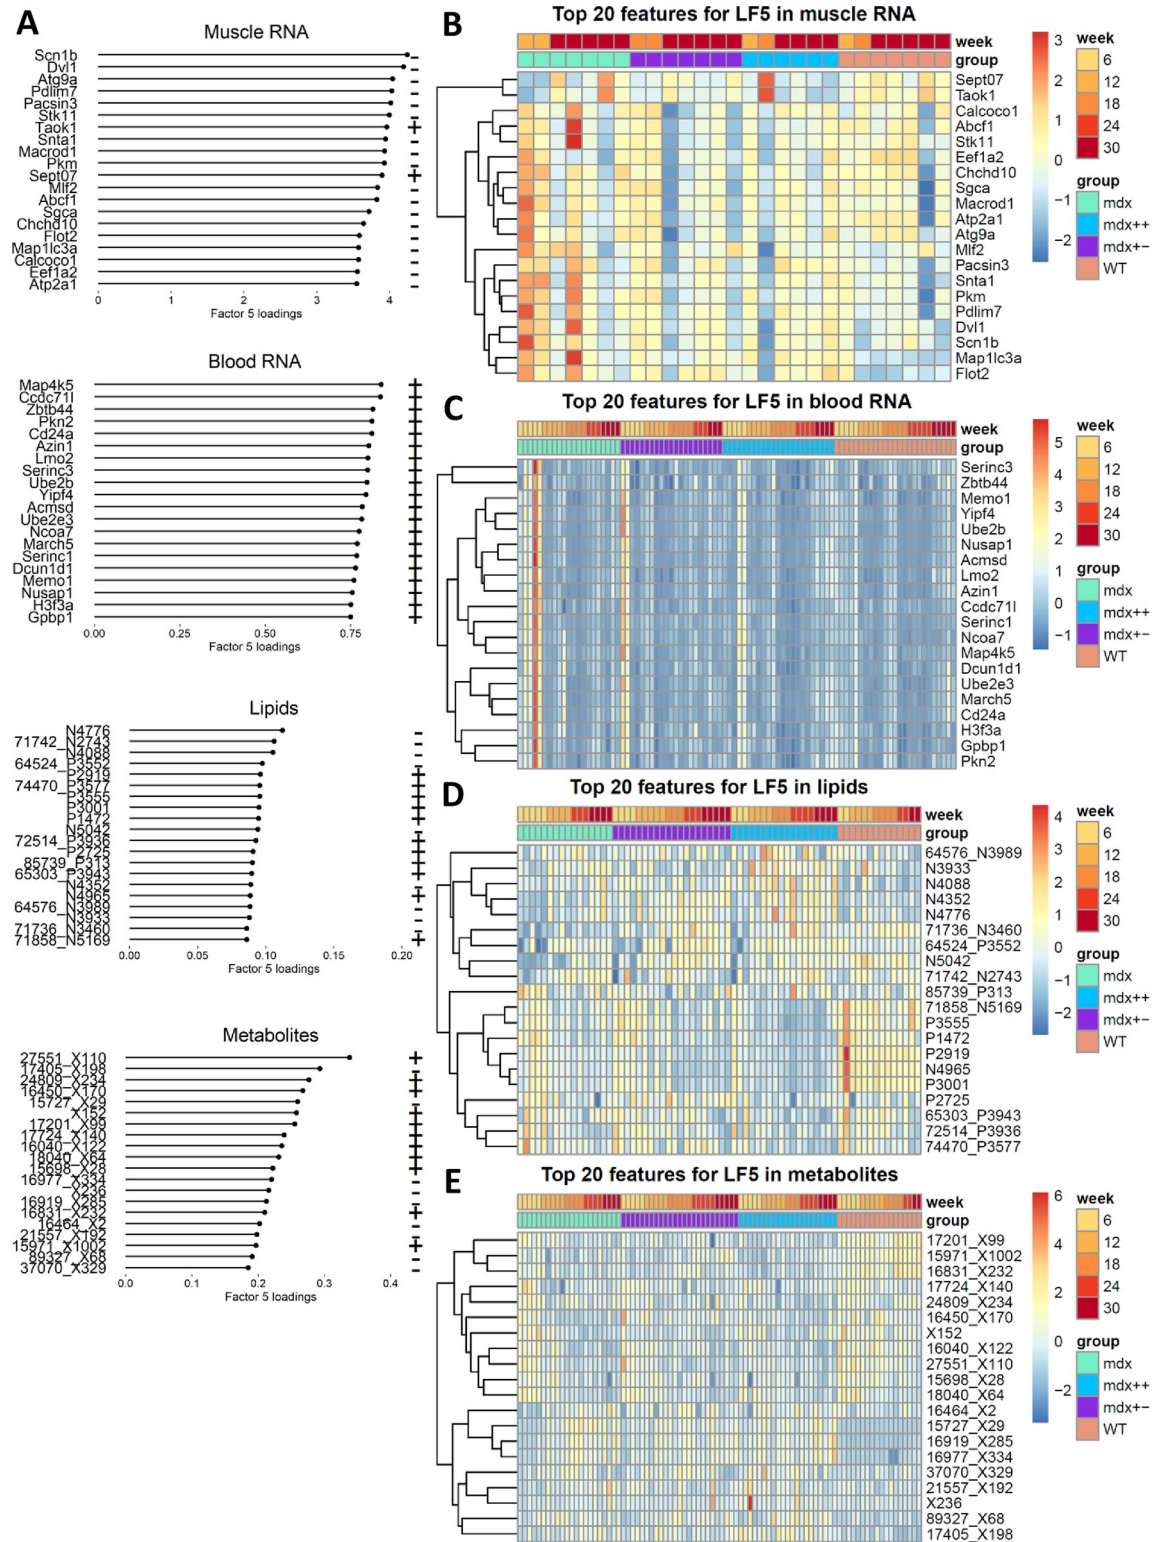 A
Muscle RNA
Scn1b
Dvl1
Atg9a
Pdlim7
Pacsin3
Stk11
Taok1
Snta1
Macrod1
Pkm
Sept07
Mlf2
Abcf1
Sgca
Chchd10
Flot2
Map1lc3a
Calcoco1
Eef1a2
Atp2a1
- - - - - - + - - - + - - - - - - - - -
0 1 2 3 4
Factor 5 loadings
Blood RNA
Map4k5
Ccdc71l
Zbtb44
Pkn2
Cd24a
Azin1
Lmo2
Serinc3
Ube2b
Yipf4
Acmsd
Ube2e3
Ncoa7
March5
Serinc1
Dcun1d1
Memo1
Nusap1
H3f3a
Gpbp1
+ + + + + + + + + + + + + + + + + + + +
0.00 0.25 0.50 0.75
Factor 5 loadings
Lipids
N4776
71742_N2743
N4088
64524_P3552
P2919
74470_P3577
P3555
P3001
P1472
N5042
72514_P3936
P2725
85739_P313
65303_P3943
N4352
N4965
64576_N3989
N3933
71736_N3460
71858_N5169
0.00 0.05 0.10 0.15 0.20
Factor 5 loadings
Metabolites
27551_X110
17405_X198
24809_X234
16450_X170
15727_X29
X152
17201_X99
17724_X140
16040_X122
18040_X64
15698_X28
16977_X334
X236
16919_X285
16831_X232
16464_X2
21557_X192
15971_X1002
89327_X68
37070_X329
0.0 0.1 0.2 0.3 0.4
Factor 5 loadings
B
Top 20 features for LF5 in muscle RNA
week
group
Sept07
Taok1
Calcoco1
Abcf1
Stk11
Eef1a2
Chchd10
Sgca
Macrod1
Atp2a1
Atg9a
Mlf2
Pacsin3
Snta1
Pkm
Pdlim7
Dvl1
Scn1b
Map1lc3a
Flot2
3
2
1
0
−1
−2
week
6
12
18
24
30
group
mdx
mdx++
mdx+−
WT
C
Top 20 features for LF5 in blood RNA
week
group
Serinc3
Zbtb44
Memo1
Yipf4
Ube2b
Nusap1
Acmsd
Lmo2
Azin1
Ccdc71l
Serinc1
Ncoa7
Map4k5
Dcun1d1
Ube2e3
March5
Cd24a
H3f3a
Gpbp1
Pkn2
5
4
3
2
1
0
−1
week
6
12
18
24
30
group
mdx
mdx++
mdx+−
WT
D
Top 20 features for LF5 in lipids
week
group
64576_N3989
N3933
N4088
N4352
N4776
71736_N3460
64524_P3552
N5042
71742_N2743
85739_P313
71858_N5169
P3555
P1472
P2919
N4965
P3001
P2725
65303_P3943
72514_P3936
74470_P3577
4
3
2
1
0
−1
−2
week
6
12
18
24
30
group
mdx
mdx++
mdx+−
WT
E
Top 20 features for LF5 in metabolites
week
group
17201_X99
15971_X1002
16831_X232
17724_X140
24809_X234
16450_X170
X152
16040_X122
27551_X110
15698_X28
18040_X64
16464_X2
15727_X29
16919_X285
16977_X334
37070_X329
21557_X192
X236
89327_X68
17405_X198
6
4
2
0
−2
week
6
12
18
24
30
group
mdx
mdx++
mdx+−
WT